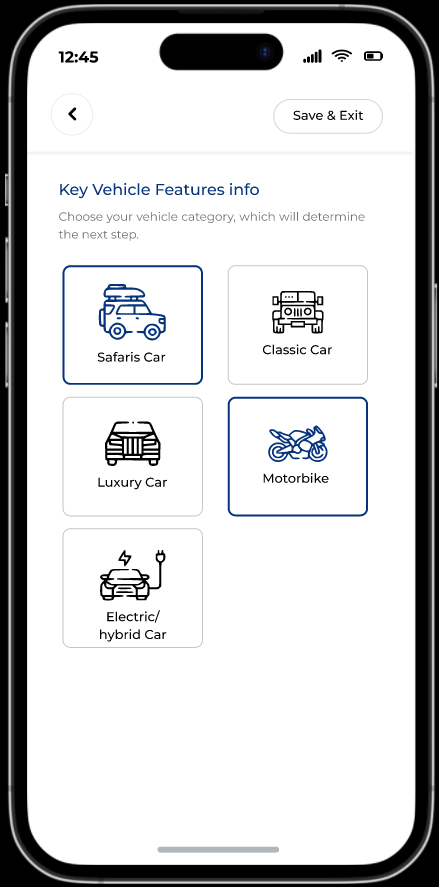 12:45
Save & Exit
Key Vehicle Features info
Choose your vehicle category, which will determine
the next step.
Safaris Car
Classic Car
Luxury Car
Motorbike
Electric/
hybrid Car